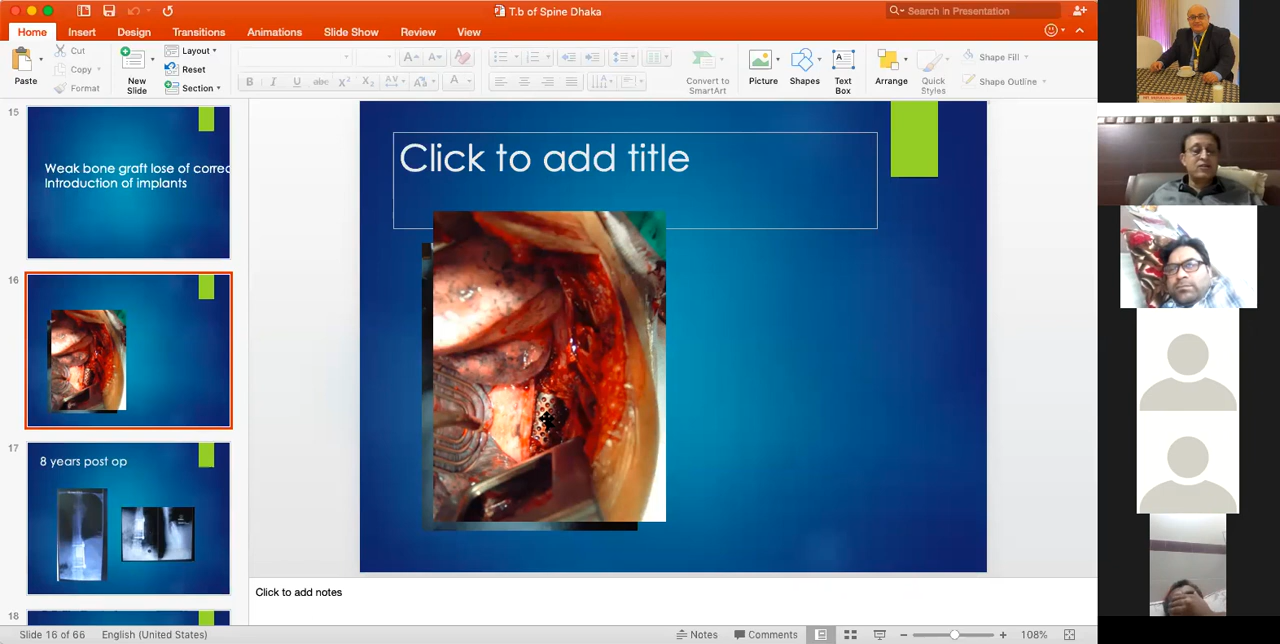 T.b of Spine Dhaka
Search in Presentation
Home
Insert
Design
Transitions
Animations
Slide Show
Review
View
Paste
Cut
Copy
Format
New
Slide
Layout
Reset
Section
B
I
U
abc
X²
X₂
Convert to
SmartArt
Picture
Shapes
Text
Box
Arrange
Quick
Styles
Shape Fill
Shape Outline
15
Weak bone graft lose of correc
Introduction of implants
16
17
8 years post op
18
Click to add title
Click to add notes
Slide 16 of 66
English (United States)
Notes
Comments
108%